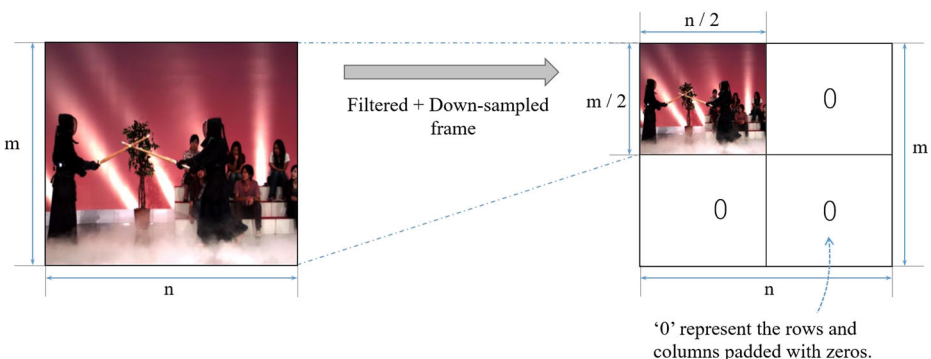 n / 2
m
Filtered + Down-sampled
frame
m / 2
0
m
0
0
n
n
‘0’ represent the rows and
columns padded with zeros.